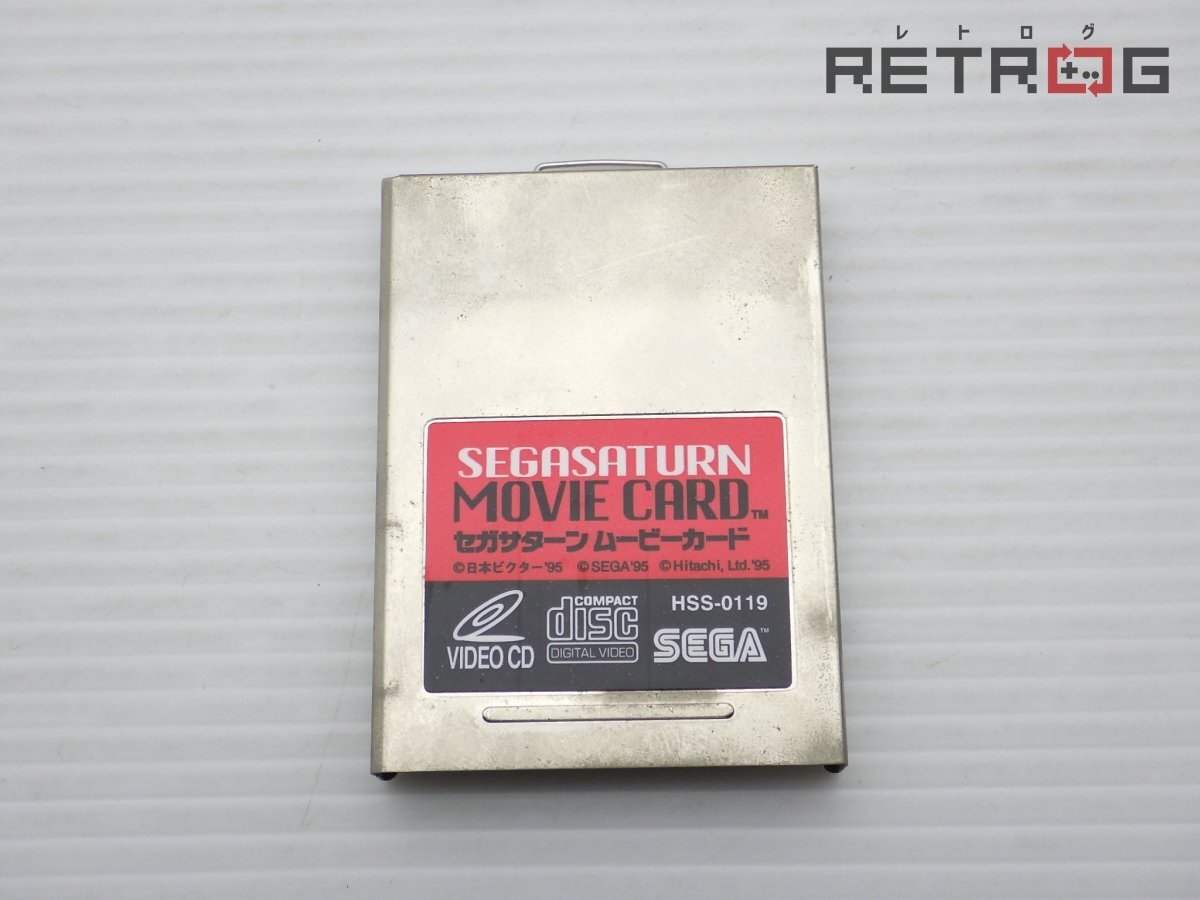 レトログ
RETROG
SEGASATURN
MOVIE CARD™
セガサターン ムービーカード
©日本ビクター'95 ©SEGA'95 ©Hitachi, Ltd.'95
HSS-0119
VIDEO CD
COMPACT
disc
DIGITAL VIDEO
SEGA™